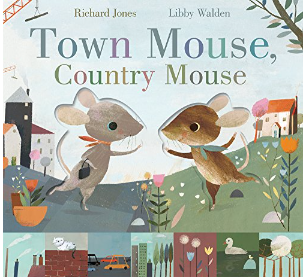 Richard Jones Libby Walden
Town Mouse,
Country Mouse